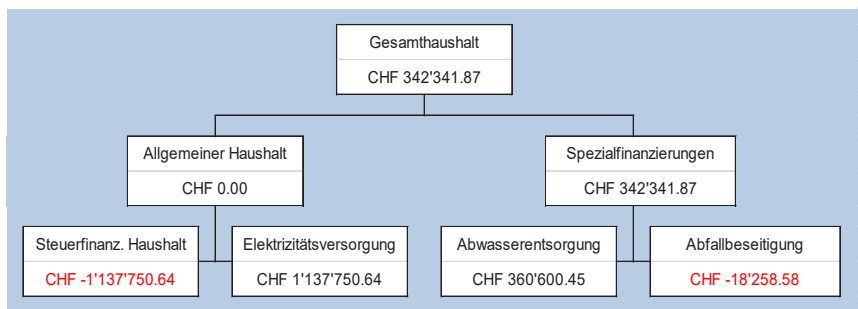 Gesamthaushalt
CHF 342'341.87
Allgemeiner Haushalt
CHF 0.00
Spezialfinanzierungen
CHF 342'341.87
Steuerfinanz. Haushalt
CHF -1'137'750.64
Elektrizitätsversorgung
CHF 1'137'750.64
Abwasserentsorgung
CHF 360'600.45
Abfallbeseitigung
CHF -18'258.58